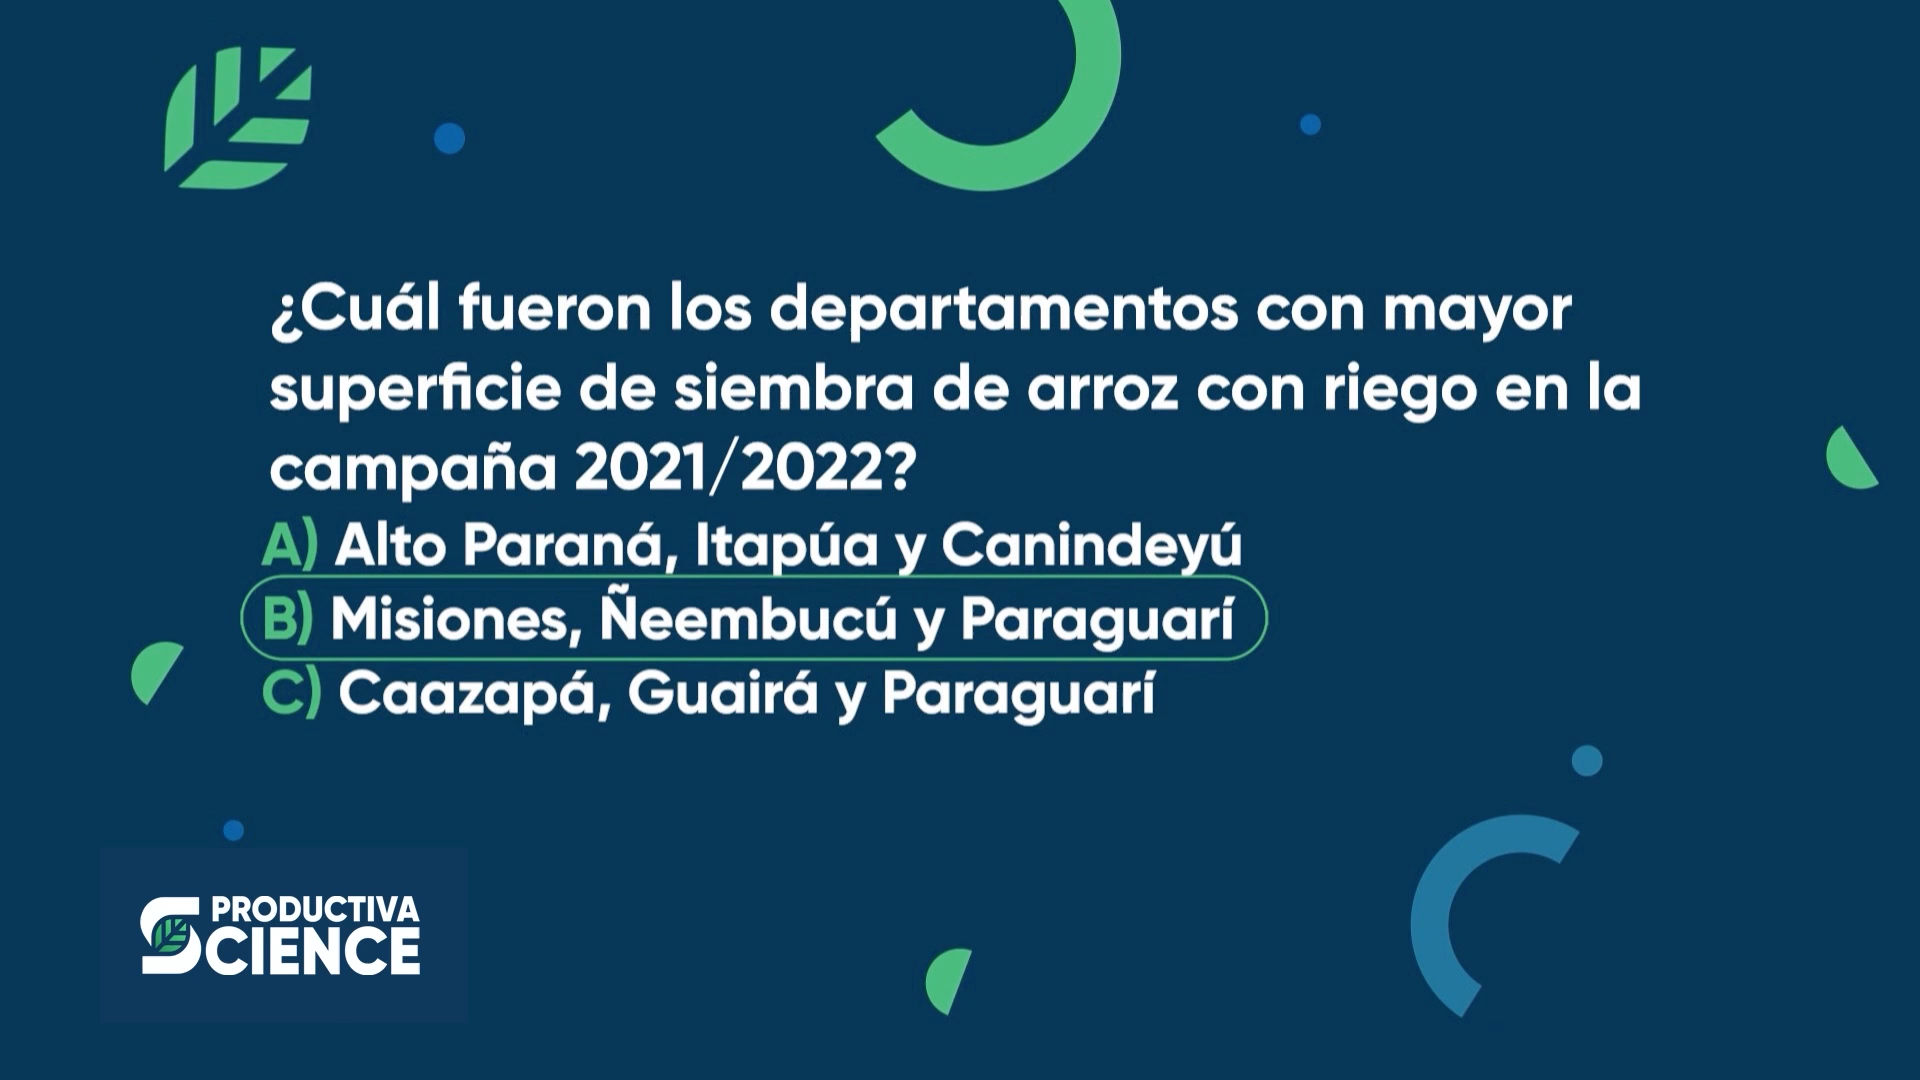 ¿Cuál fueron los departamentos con mayor
superficie de siembra de arroz con riego en la
campaña 2021/2022?
A) Alto Paraná, Itapúa y Canindeyú
B) Misiones, Ñeembucú y Paraguarí
C) Caazapá, Guairá y Paraguarí
PRODUCTIVA
SCIENCE